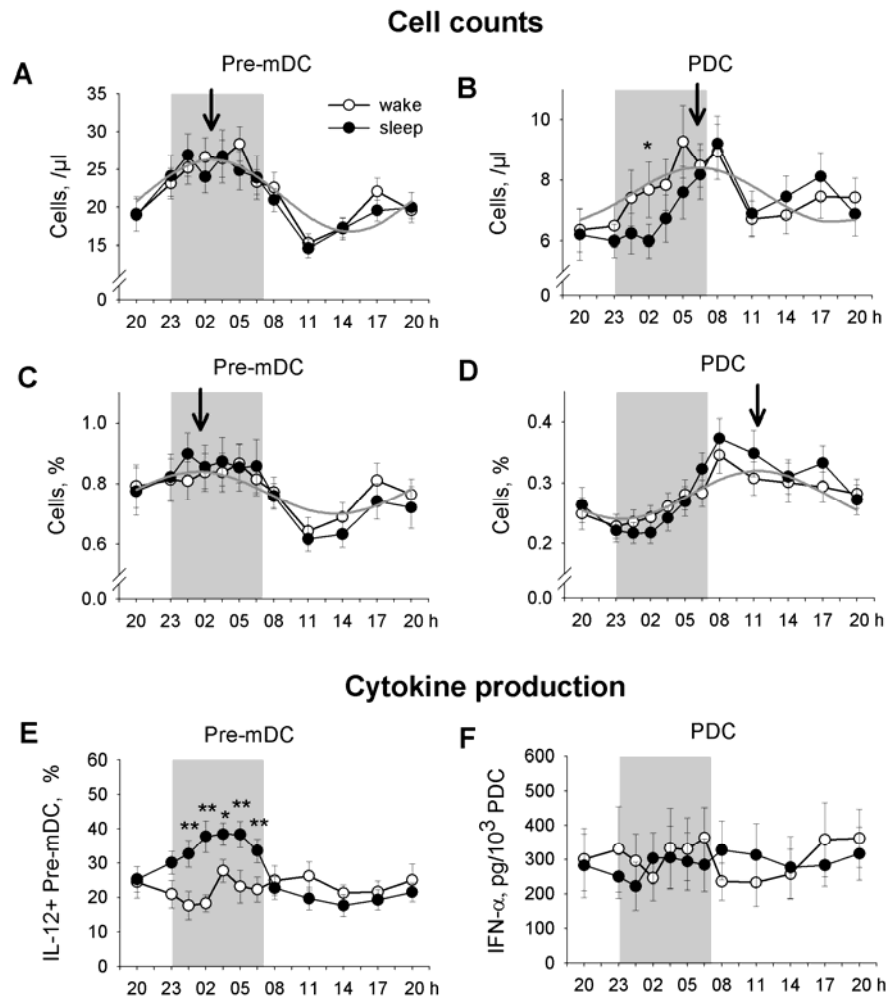 Cell counts
A
Pre-mDC
Cells, /µl
35
30
25
20
15
0
wake
sleep
20 23 02 05 08 11 14 17 20 h
B
PDC
Cells, /µl
10
8
6
0
*
20 23 02 05 08 11 14 17 20 h
C
Pre-mDC
Cells, %
1.0
0.8
0.6
0.0
20 23 02 05 08 11 14 17 20 h
D
PDC
Cells, %
0.4
0.3
0.2
0.0
20 23 02 05 08 11 14 17 20 h
Cytokine production
E
Pre-mDC
IL-12+ Pre-mDC, %
60
50
40
30
20
10
0
** ** * ** **
20 23 02 05 08 11 14 17 20 h
F
PDC
IFN-α, pg/10³ PDC
600
500
400
300
200
100
0
20 23 02 05 08 11 14 17 20 h